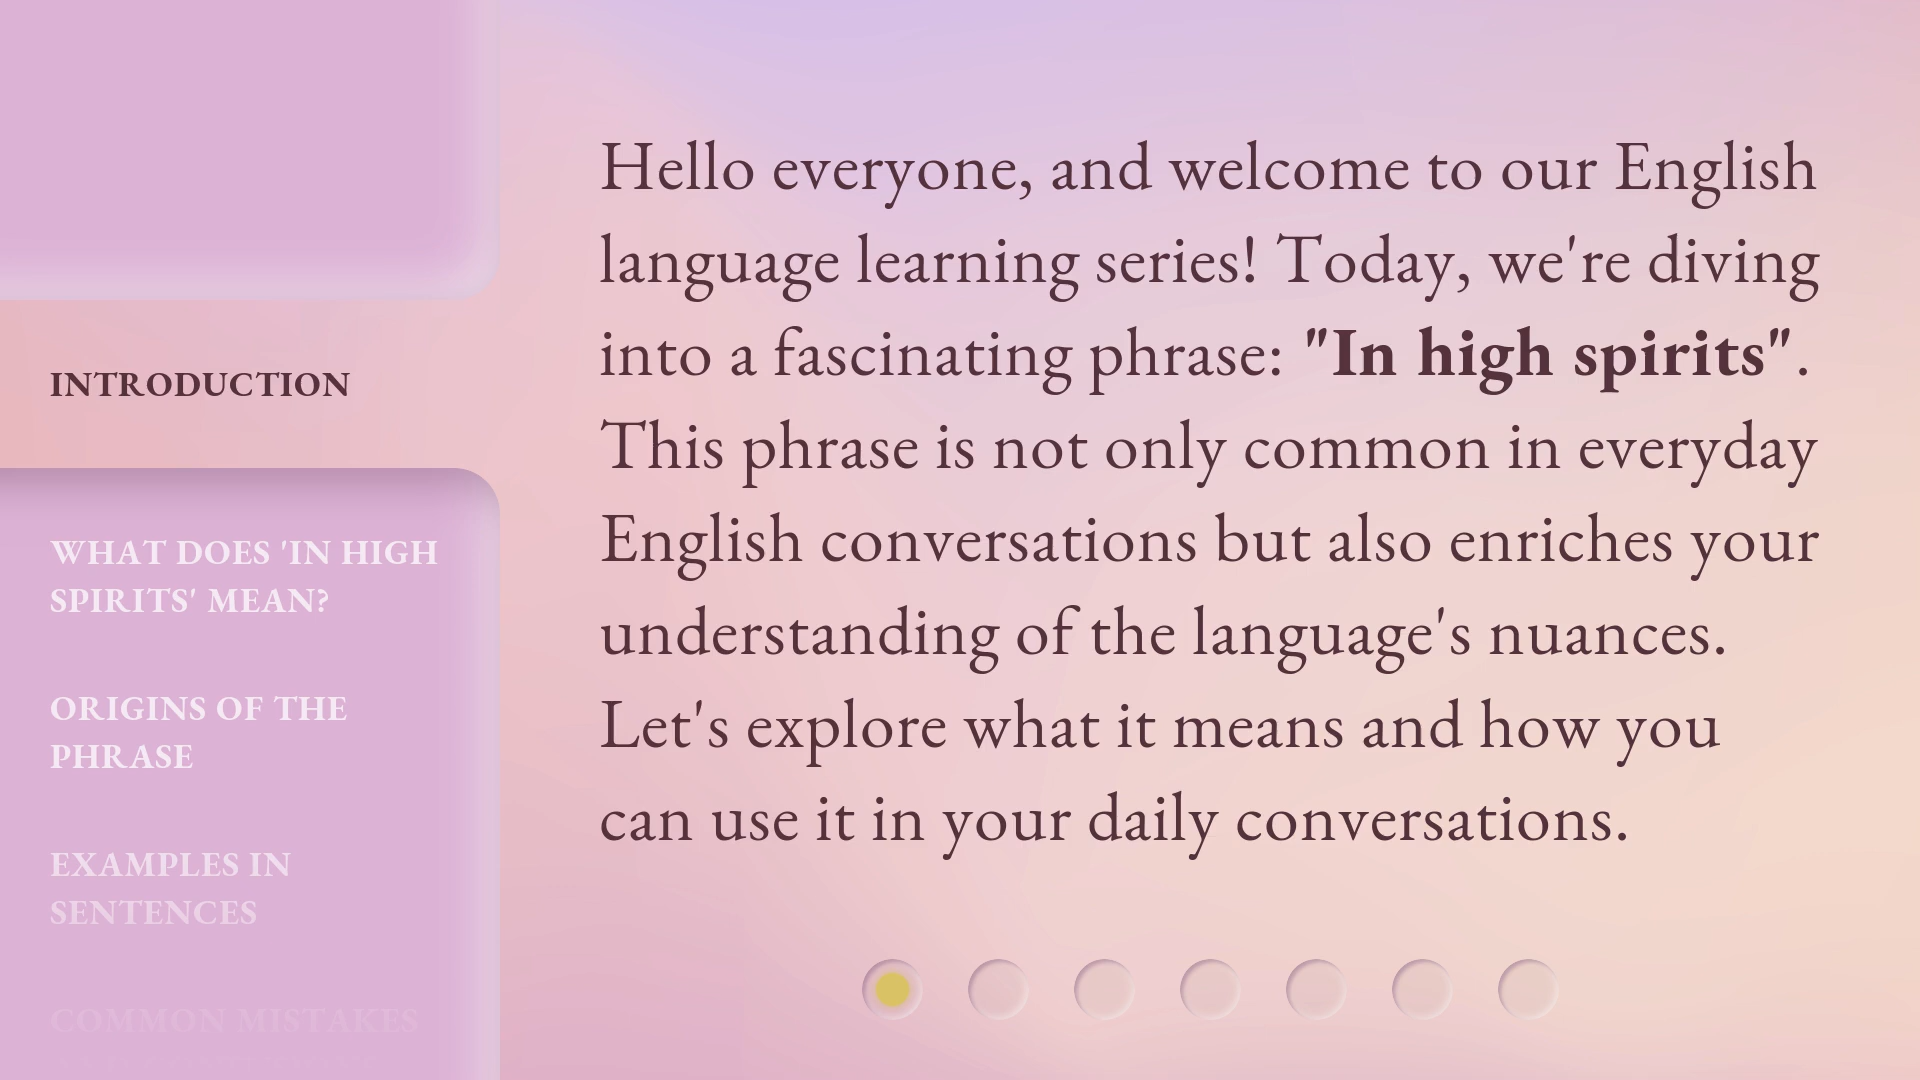 INTRODUCTION
WHAT DOES 'IN HIGH
SPIRITS' MEAN?
ORIGINS OF THE
PHRASE
EXAMPLES IN
SENTENCES
COMMON MISTAKES
Hello everyone, and welcome to our English
language learning series! Today, we're diving
into a fascinating phrase: "In high spirits".
This phrase is not only common in everyday
English conversations but also enriches your
understanding of the language's nuances.
Let's explore what it means and how you
can use it in your daily conversations.